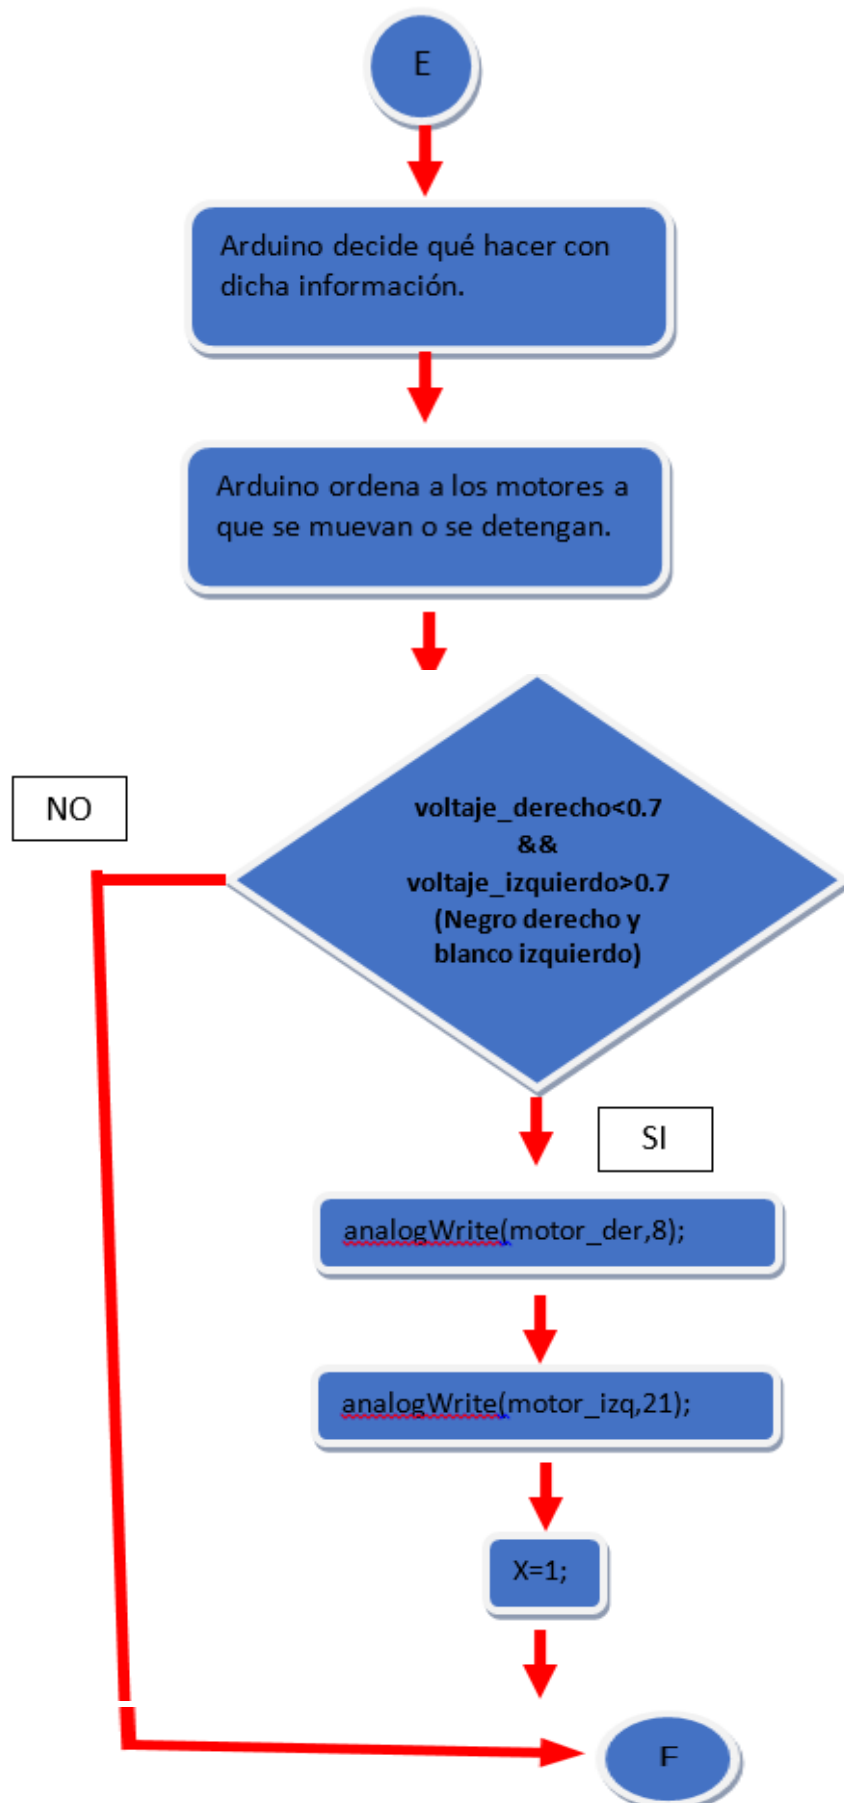 E
Arduino decide qué hacer con
dicha información.
Arduino ordena a los motores a
que se muevan o se detengan.
NO
voltaje_derecho<0.7
&&
voltaje_izquierdo>0.7
(Negro derecho y
blanco izquierdo)
SI
analogWrite(motor_der,8);
analogWrite(motor_izq,21);
X=1;
F